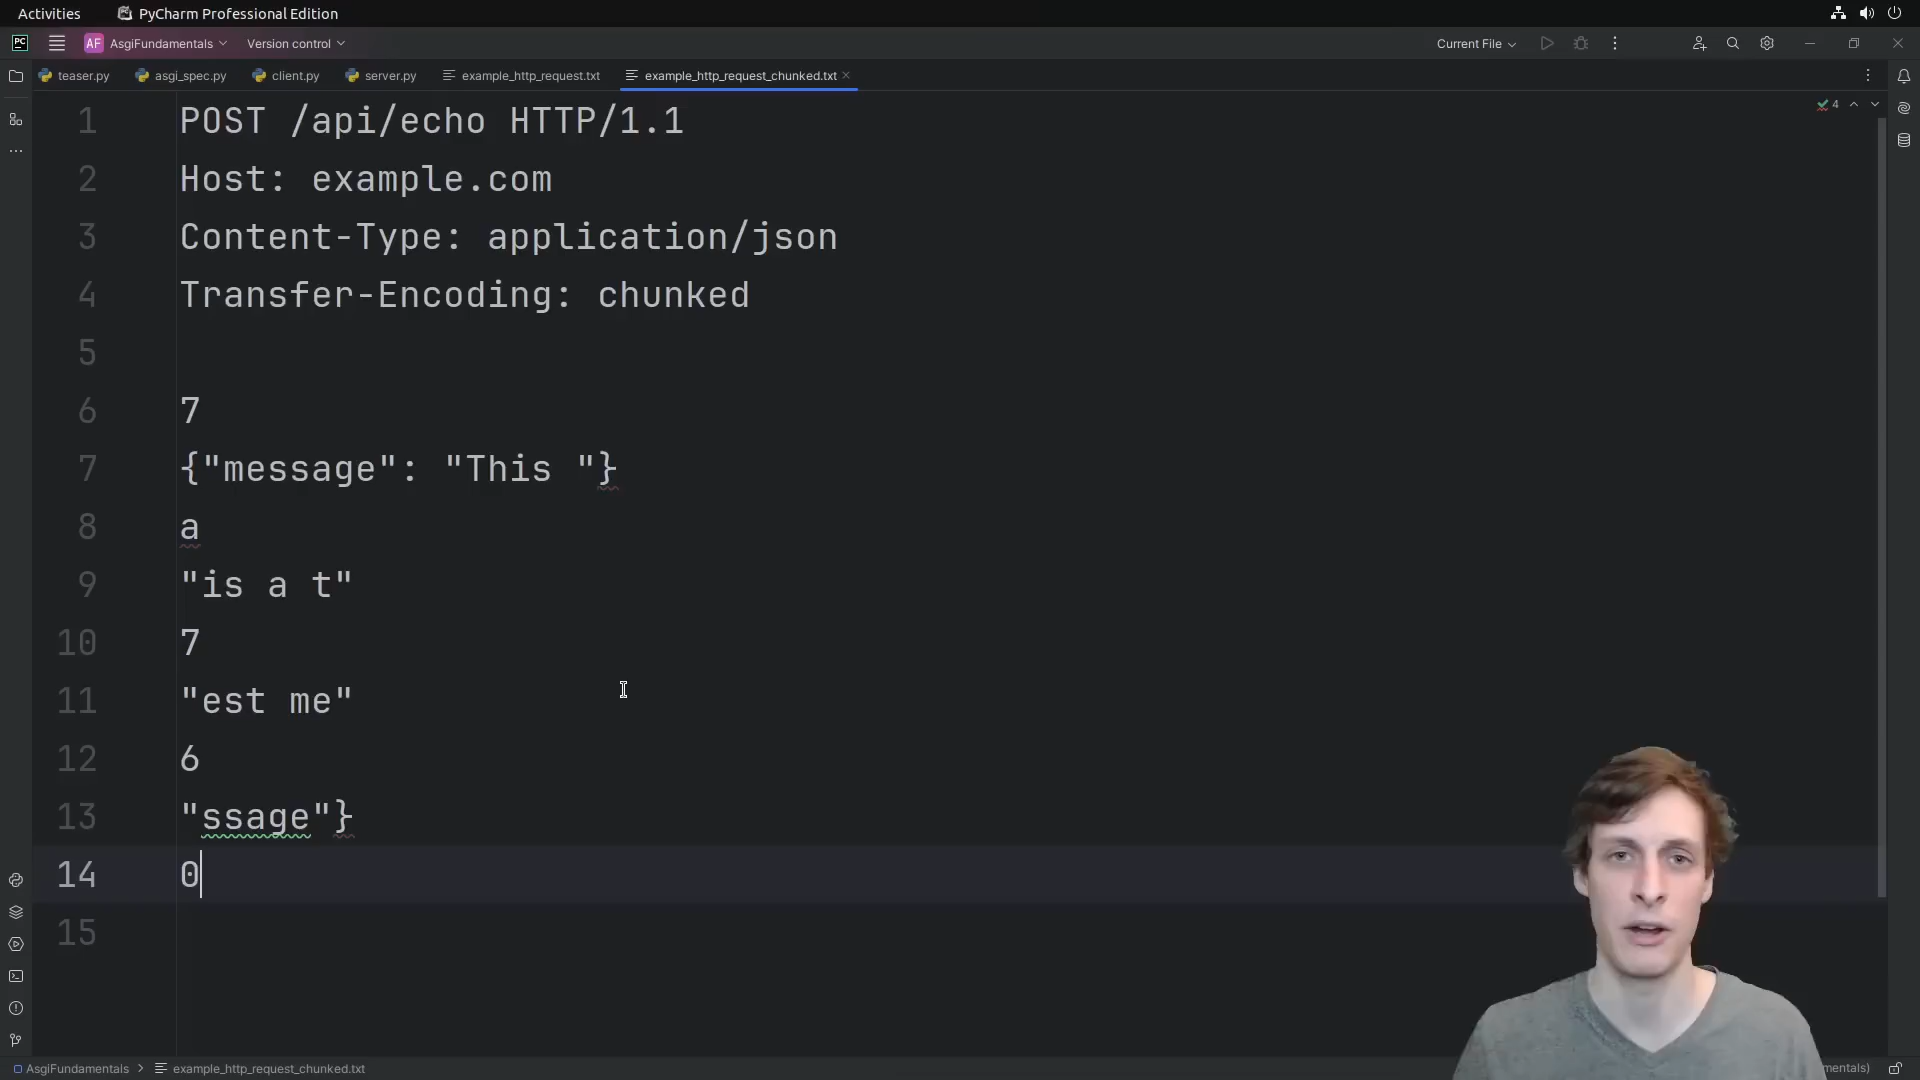 Activities PyCharm Professional Edition
PC AF AsgiFundamentals Version control Current File
teaser.py asgi_spec.py client.py server.py example_http_request.txt example_http_request_chunked.txt
4
1 POST /api/echo HTTP/1.1
2 Host: example.com
3 Content-Type: application/json
4 Transfer-Encoding: chunked
5
6 7
7 {"message": "This "}
8 a
9 "is a t"
10 7
11 "est me"
12 6
13 "ssage"}
14 0
15
AsgiFundamentals > example_http_request_chunked.txt mentals)